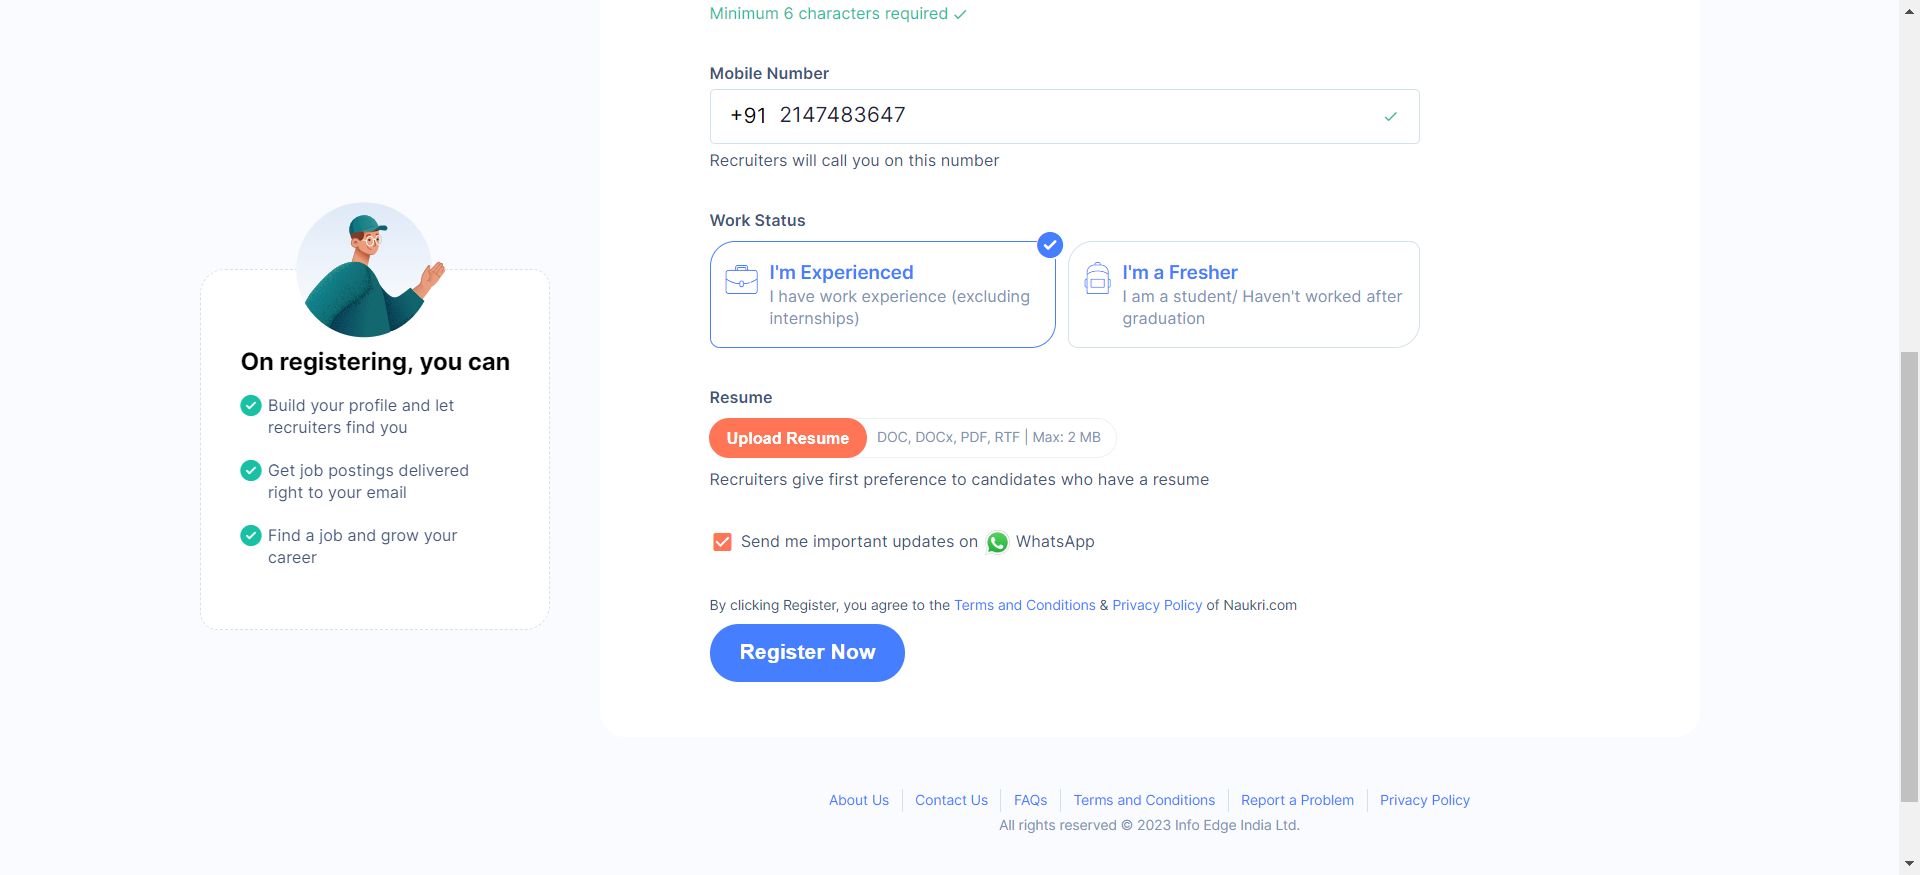 Minimum 6 characters required
Mobile Number
+91 2147483647
Recruiters will call you on this number
Work Status
I'm Experienced
I have work experience (excluding
internships)
I'm a Fresher
I am a student/ Haven't worked after
graduation
On registering, you can
Build your profile and let
recruiters find you
Get job postings delivered
right to your email
Find a job and grow your
career
Resume
Upload Resume DOC, DOCx, PDF, RTF | Max: 2 MB
Recruiters give first preference to candidates who have a resume
Send me important updates on WhatsApp
By clicking Register, you agree to the Terms and Conditions & Privacy Policy of Naukri.com
Register Now
About Us Contact Us FAQs Terms and Conditions Report a Problem Privacy Policy
All rights reserved © 2023 Info Edge India Ltd.